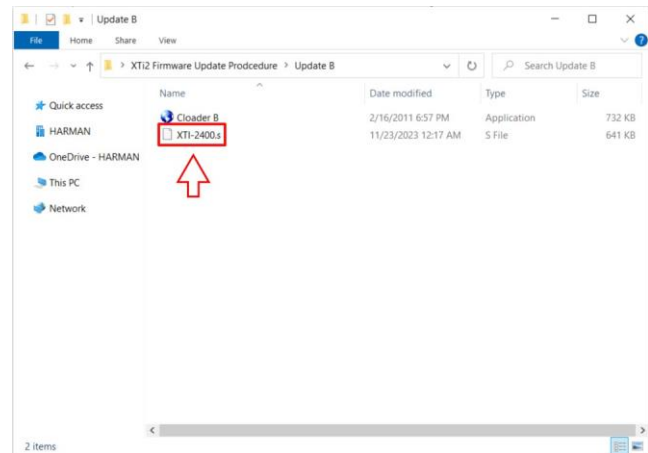 Update B
File Home Share View
XTi2 Firmware Update Prodcedure > Update B
Search Update B
Name Date modified Type Size
Quick access
HARMAN
OneDrive - HARMAN
This PC
Network
Cloader B 2/16/2011 6:57 PM Application 732 KB
XTI-2400.s 11/23/2023 12:17 AM S File 641 KB
2 items